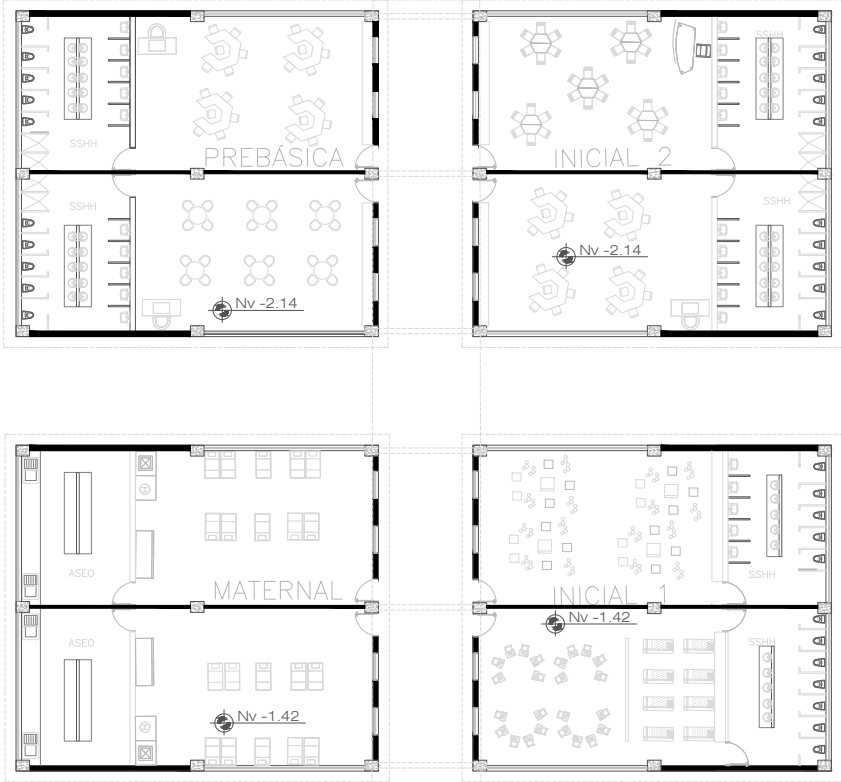 SSHH
SSHH
PREBÁSICA
INICIAL 2
SSHH
SSHH
Nv -2.14
Nv -2.14
ASEO
SSHH
MATERNAL
INICIAL 1
Nv -1.42
ASEO
SSHH
Nv -1.42